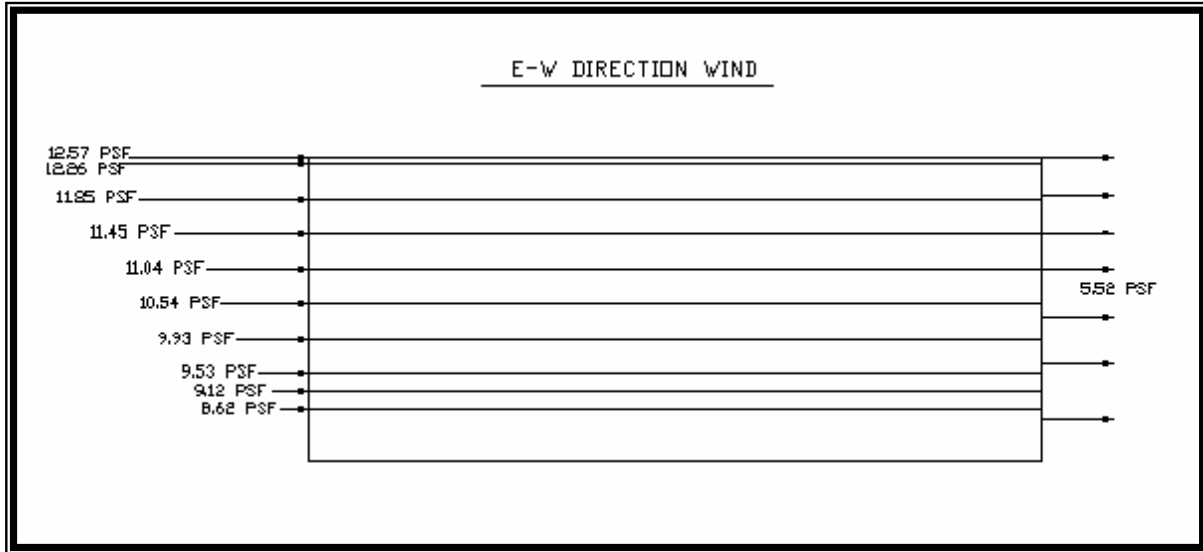 E-W DIRECTION WIND
12.57 PSF
12.26 PSF
11.85 PSF
11.45 PSF
11.04 PSF
10.54 PSF
5.52 PSF
9.93 PSF
9.53 PSF
9.12 PSF
8.62 PSF